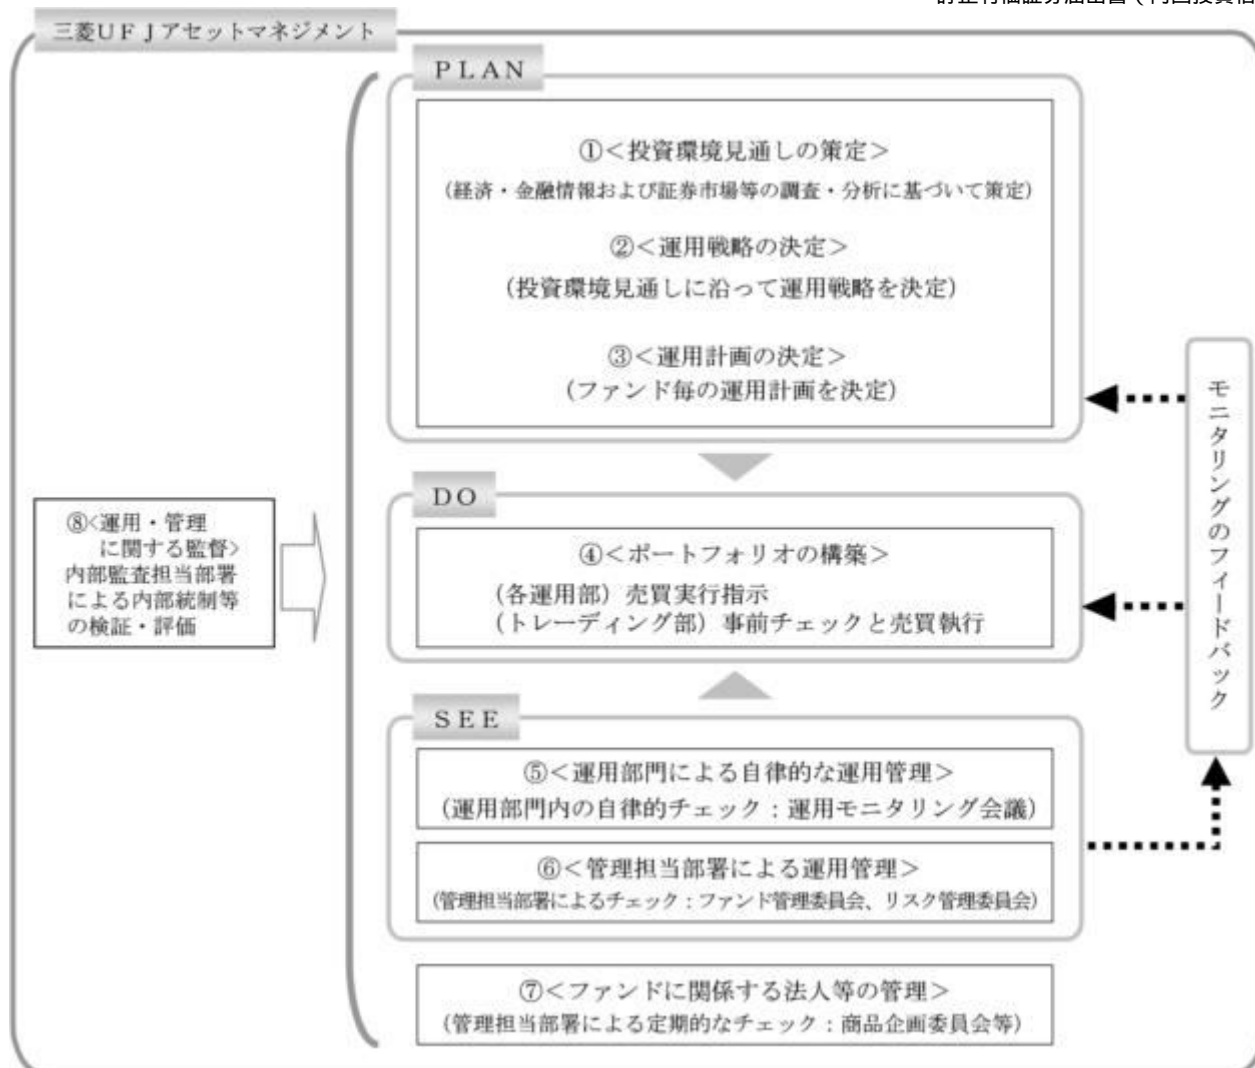 三菱UFJアセットマネジメント
PLAN
①<投資環境見通しの策定>
(経済・金融情報および証券市場等の調査・分析に基づいて策定)
②<運用戦略の決定>
(投資環境見通しに沿って運用戦略を決定)
③<運用計画の決定>
(ファンド毎の運用計画を決定)
DO
④<ポートフォリオの構築>
(各運用部)売買実行指示
(トレーディング部)事前チェックと売買執行
SEE
⑤<運用部門による自律的な運用管理>
(運用部門内の自律的チェック:運用モニタリング会議)
⑥<管理担当部署による運用管理>
(管理担当部署によるチェック:ファンド管理委員会、リスク管理委員会)
⑦<ファンドに関係する法人等の管理>
(管理担当部署による定期的なチェック:商品企画委員会等)
⑧<運用・管理
に関する監督>
内部監査担当部署
による内部統制等
の検証・評価
モニタリングのフィードバック